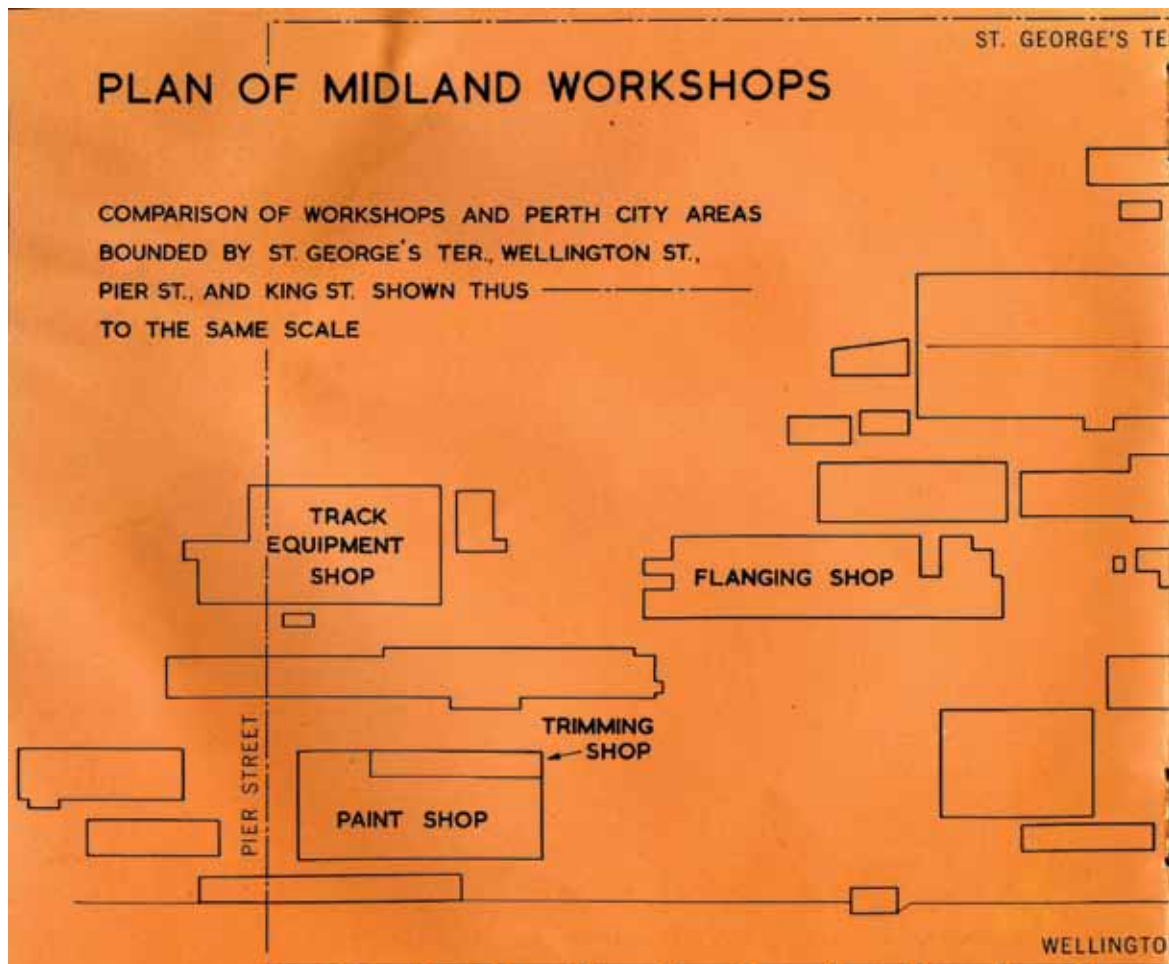 ST. GEORGE'S TE
PLAN OF MIDLAND WORKSHOPS
COMPARISON OF WORKSHOPS AND PERTH CITY AREAS
BOUNDED BY ST. GEORGE'S TER., WELLINGTON ST.,
PIER ST., AND KING ST. SHOWN THUS
TO THE SAME SCALE
TRACK
EQUIPMENT
SHOP
FLANGING SHOP
TRIMMING
SHOP
PIER STREET
PAINT SHOP
WELLINGTO